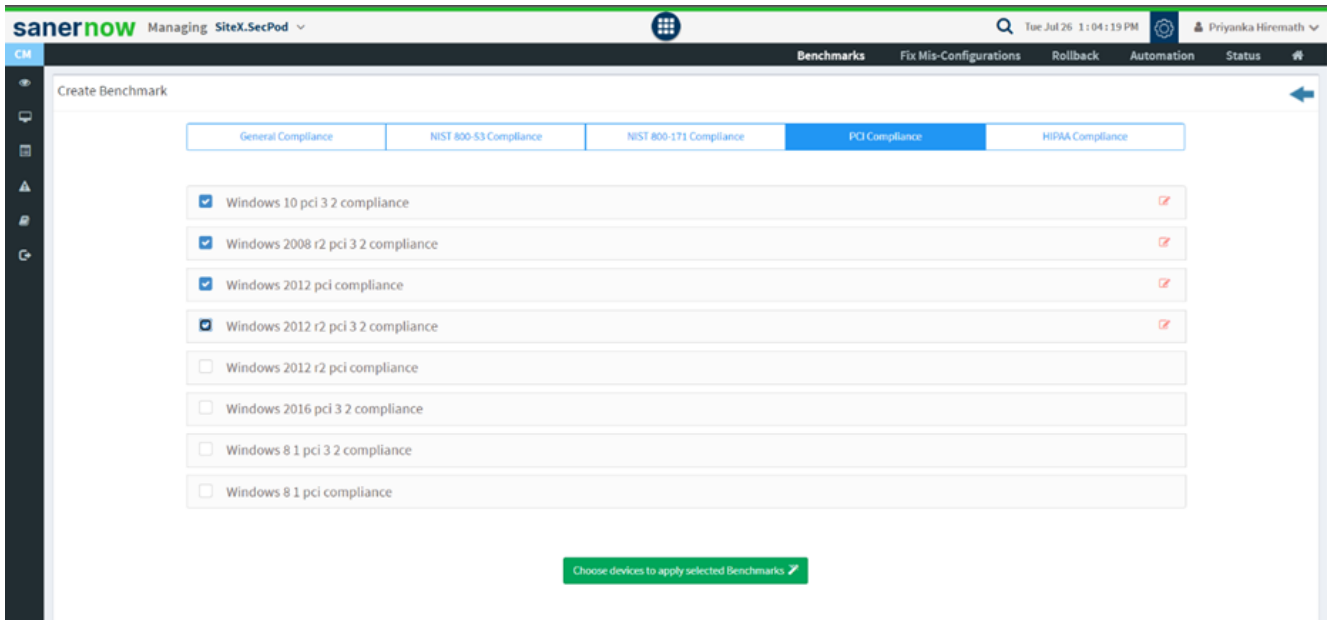 sanernow Managing SiteX.SecPod Tue Jul 26 1:04:19 PM Priyanka Hiremath
CM Benchmarks Fix Mis-Configurations Rollback Automation Status
Create Benchmark
General Compliance NIST 800-53 Compliance NIST 800-171 Compliance PCI Compliance HIPAA Compliance
Windows 10 pci 3 2 compliance
Windows 2008 r2 pci 3 2 compliance
Windows 2012 pci compliance
Windows 2012 r2 pci 3 2 compliance
Windows 2012 r2 pci compliance
Windows 2016 pci 3 2 compliance
Windows 8 1 pci 3 2 compliance
Windows 8 1 pci compliance
Choose devices to apply selected Benchmarks